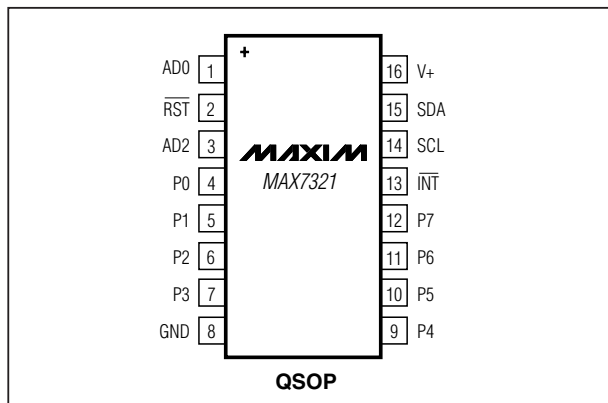 +
AD0 1 16 V+
RST 2 15 SDA
AD2 3 14 SCL
MAXIM
P0 4 MAX7321 13 INT
P1 5 12 P7
P2 6 11 P6
P3 7 10 P5
GND 8 9 P4
QSOP